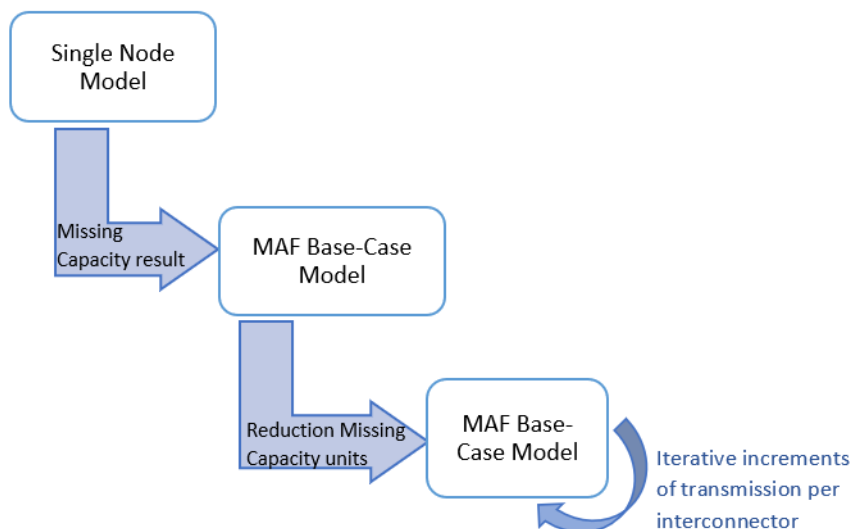 Single Node
Model
Missing
Capacity result
MAF Base-Case
Model
Reduction Missing
Capacity units
MAF Base-
Case Model
Iterative increments
of transmission per
interconnector